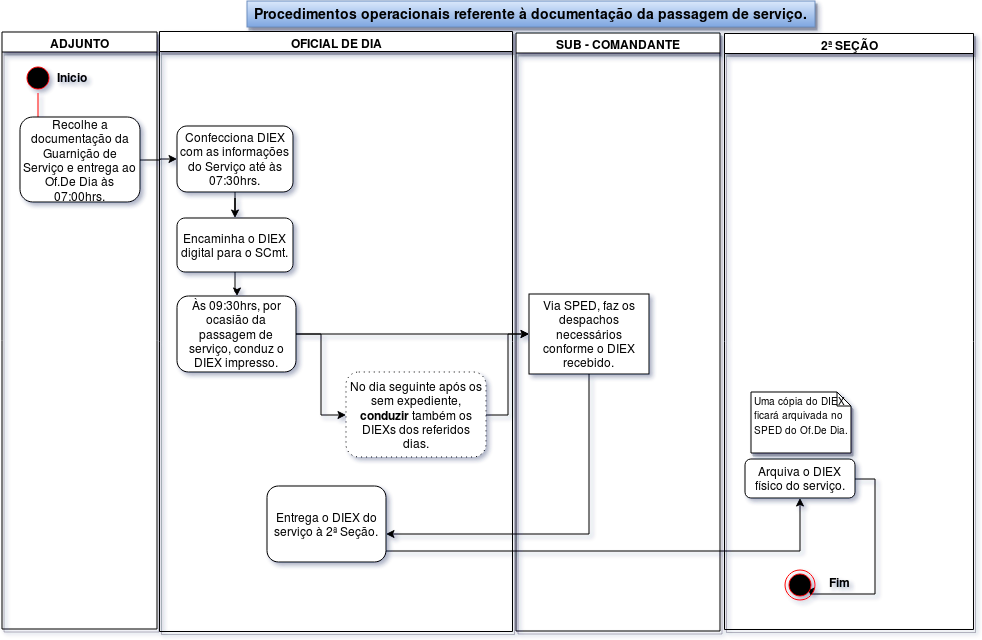 Procedimentos operacionais referente à documentação da passagem de serviço.
ADJUNTO
OFICIAL DE DIA
SUB - COMANDANTE
2ª SEÇÃO
Inicio
Recolhe a
documentação da
Guarnição de
Serviço e entrega ao
Of.De Dia às
07:00hrs.
Confecciona DIEX
com as informações
do Serviço até às
07:30hrs.
Encaminha o DIEX
digital para o SCmt.
Às 09:30hrs, por
ocasião da
passagem de
serviço, conduz o
DIEX impresso.
No dia seguinte após os
sem expediente,
conduzir também os
DIEXs dos referidos
dias.
Via SPED, faz os
despachos
necessários
conforme o DIEX
recebido.
Entrega o DIEX do
serviço à 2ª Seção.
Uma cópia do DIEX
ficará arquivada no
SPED do Of.De Dia.
Arquiva o DIEX
físico do serviço.
Fim